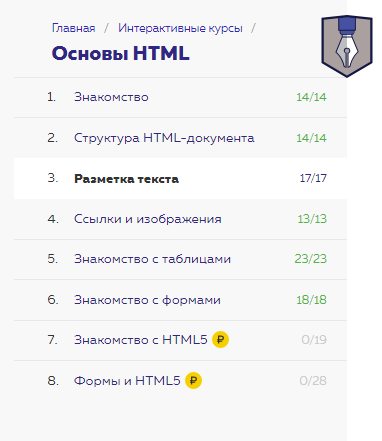 Главная / Интерактивные курсы /
Основы HTML
1. Знакомство 14/14
2. Структура HTML-документа 14/14
3. Разметка текста 17/17
4. Ссылки и изображения 13/13
5. Знакомство с таблицами 23/23
6. Знакомство с формами 18/18
7. Знакомство с HTML5 ₽ 0/19
8. Формы и HTML5 ₽ 0/28